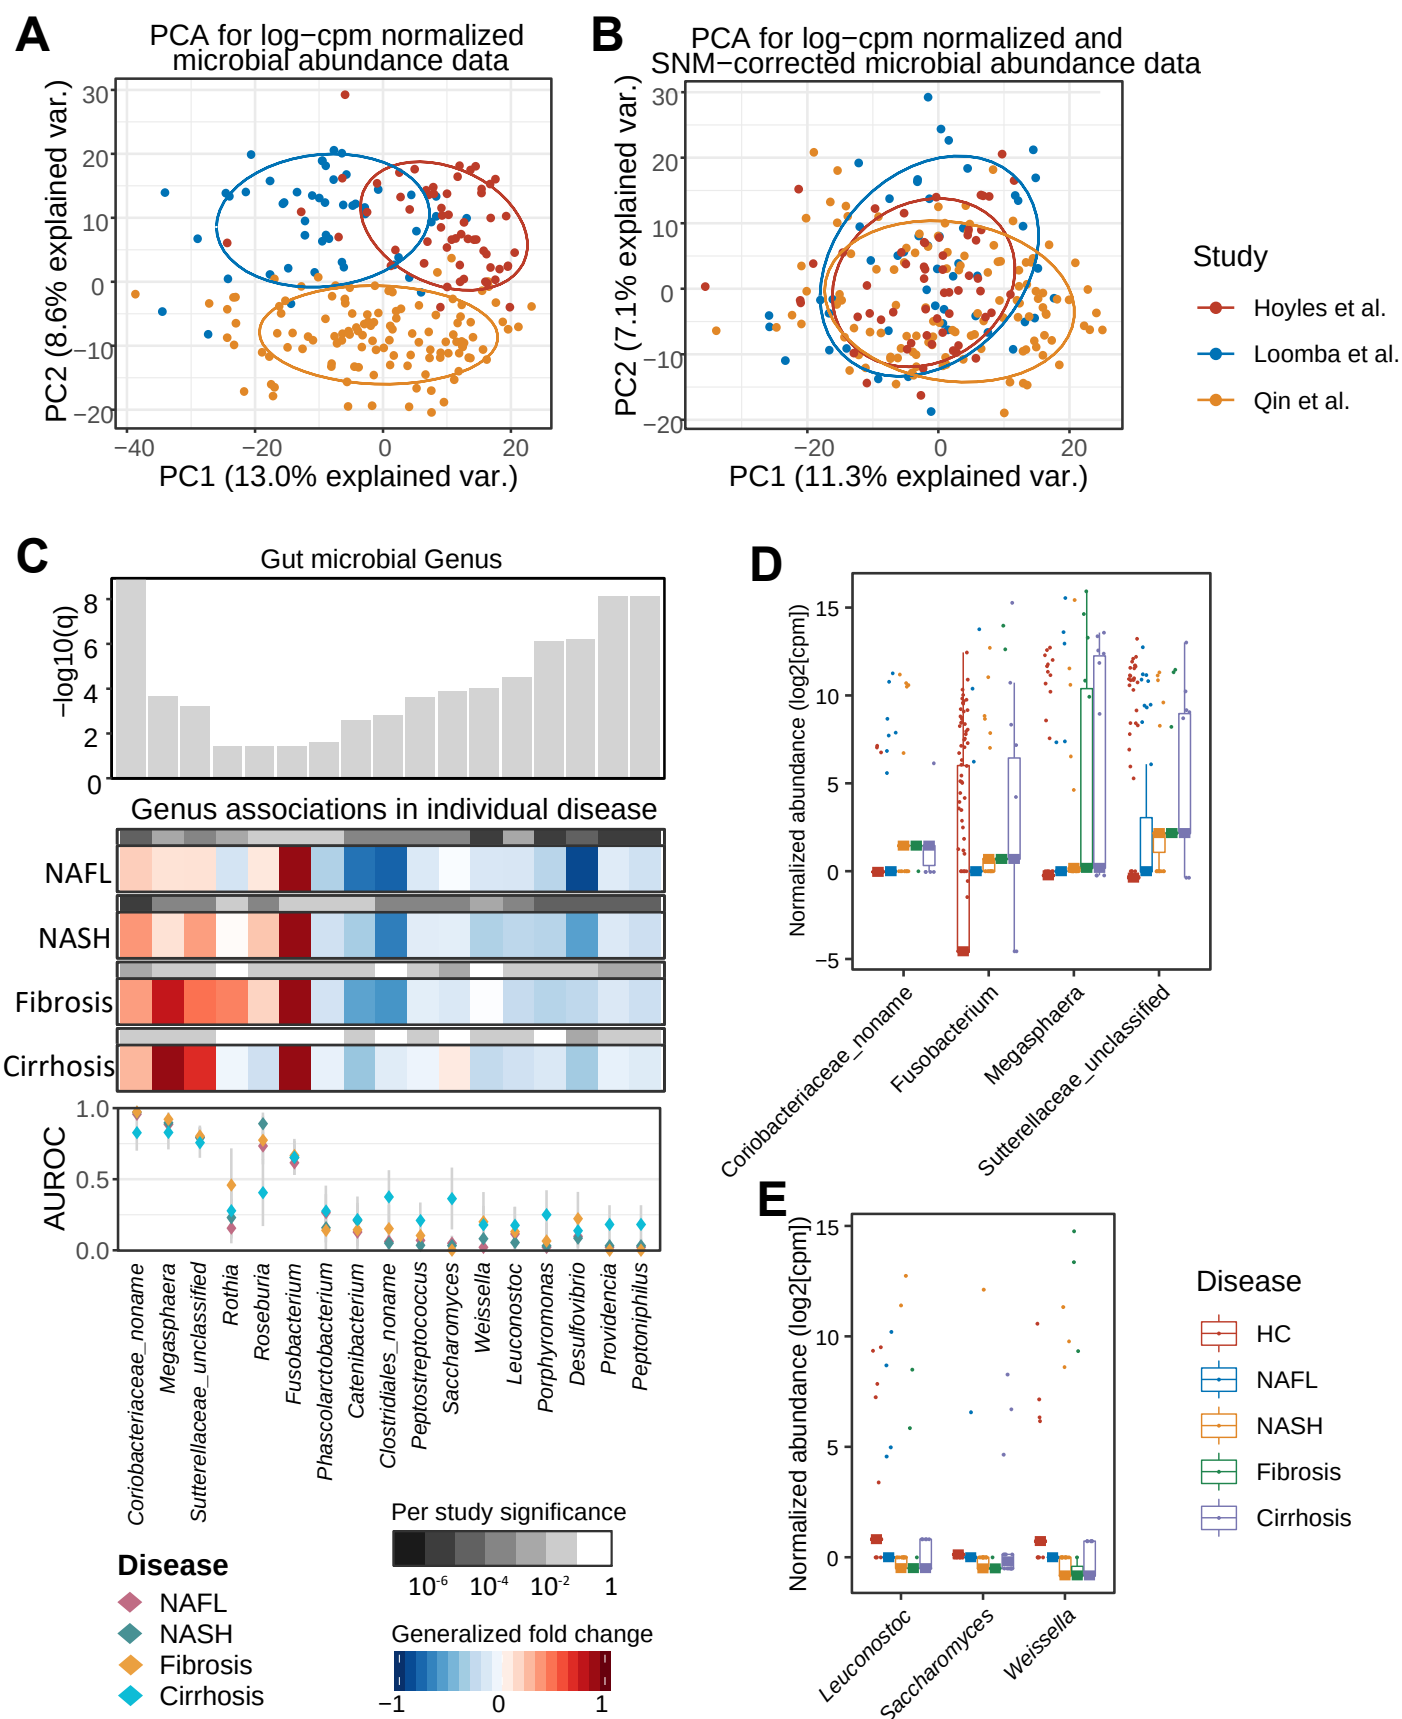 A
PCA for log−cpm normalized
microbial abundance data
PC2 (8.6% explained var.)
30
20
10
0
−10
−20
−40
−20
0
20
PC1 (13.0% explained var.)
B
PCA for log−cpm normalized and
SNM−corrected microbial abundance data
PC2 (7.1% explained var.)
30
20
10
0
−10
−20
−20
0
20
PC1 (11.3% explained var.)
Study
Hoyles et al.
Loomba et al.
Qin et al.
C
Gut microbial Genus
−log10(q)
8
6
4
2
0
Genus associations in individual disease
NAFL
NASH
Fibrosis
Cirrhosis
AUROC
1.0
0.5
0.0
Coriobacteriaceae_noname
Megasphaera
Sutterellaceae_unclassified
Rothia
Roseburia
Fusobacterium
Phascolarctobacterium
Catenibacterium
Clostridiales_noname
Peptostreptococcus
Saccharomyces
Weissella
Leuconostoc
Porphyromonas
Desulfovibrio
Providencia
Peptoniphilus
Per study significance
10-6 10-4 10-2 1
Generalized fold change
−1 0 1
Disease
NAFL
NASH
Fibrosis
Cirrhosis
D
Normalized abundance (log2[cpm])
15
10
5
0
−5
Coriobacteriaceae_noname
Fusobacterium
Megasphaera
Sutterellaceae_unclassified
E
Normalized abundance (log2[cpm])
15
10
5
0
Leuconostoc
Saccharomyces
Weissella
Disease
HC
NAFL
NASH
Fibrosis
Cirrhosis